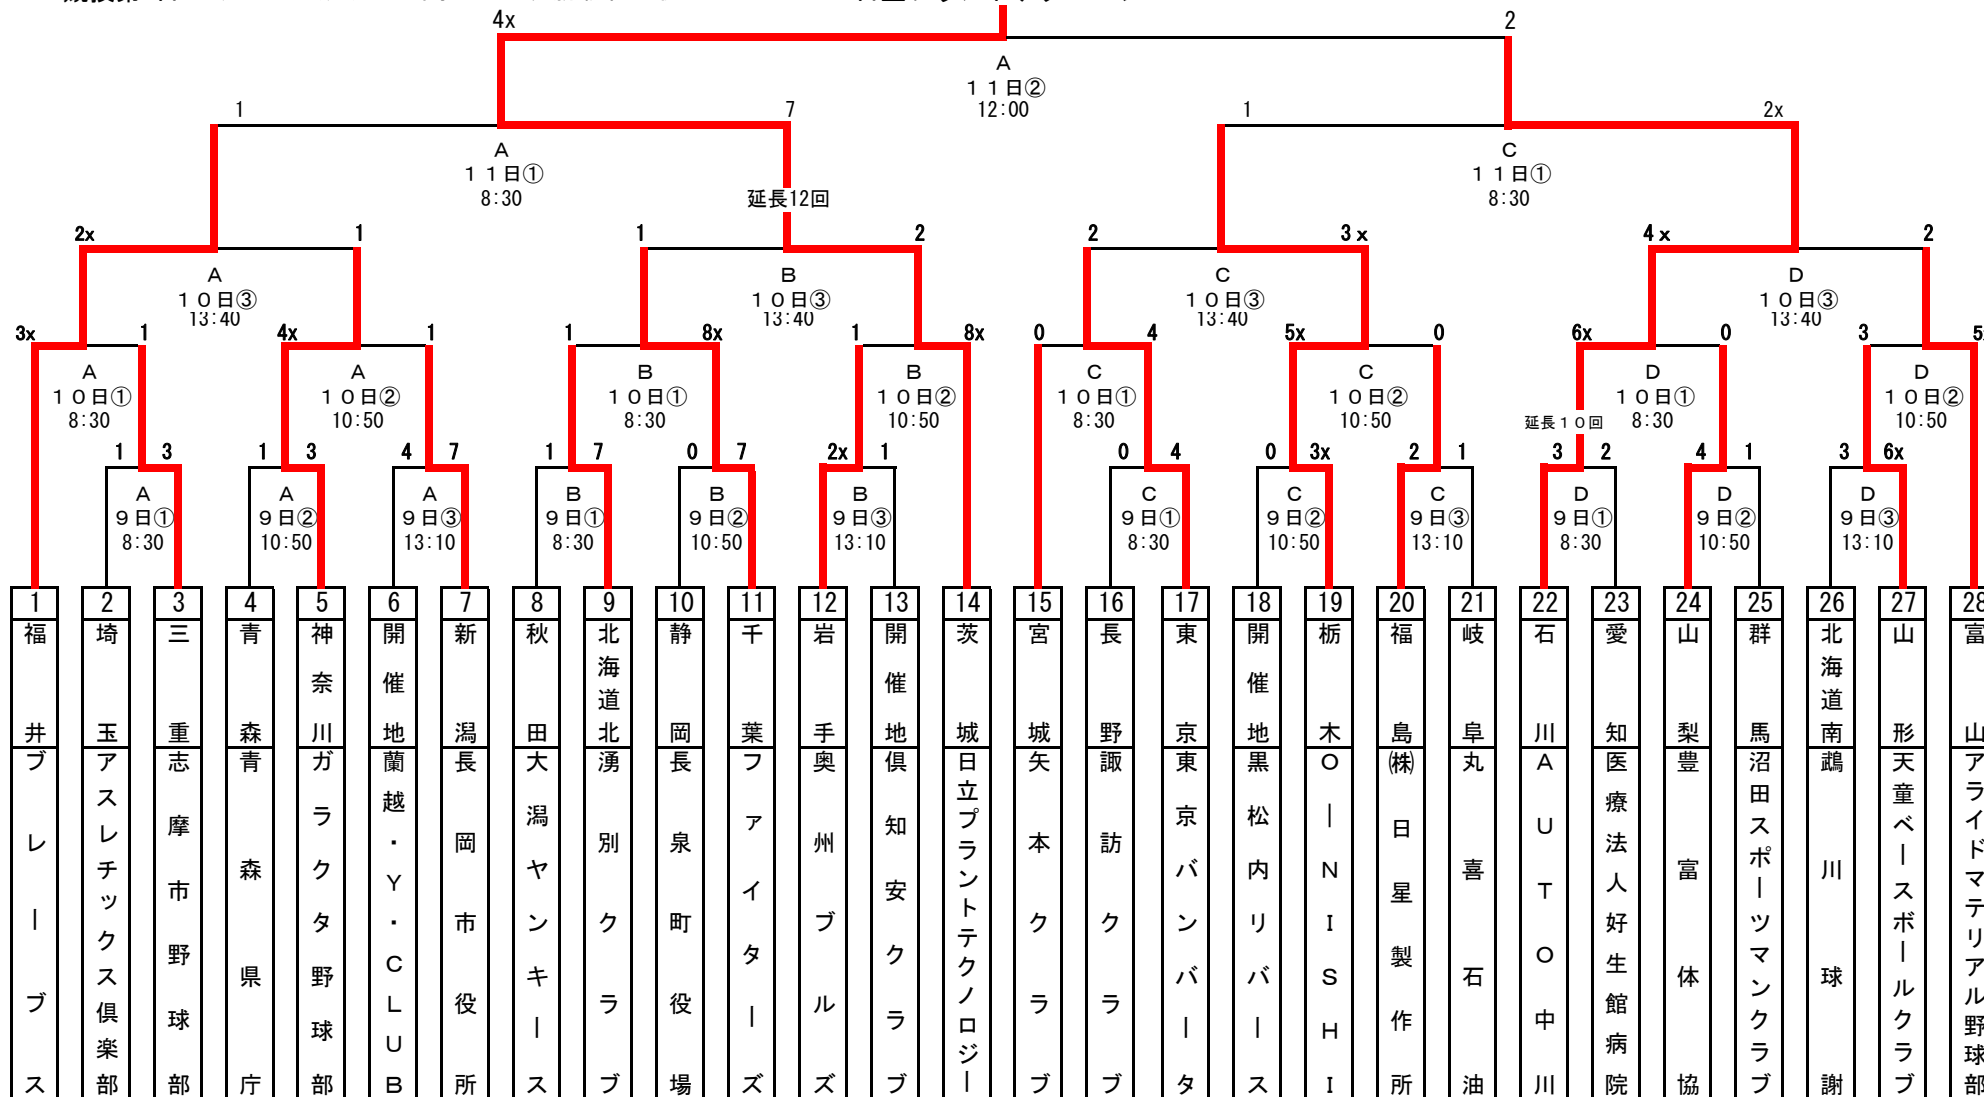 4x 2
A
11日②
12:00
1 7 1 2x
A C
11日① 11日①
8:30 8:30
延長12回
2x 1 1 2 2 3x 4x 2
A B C D
10日③ 10日③ 10日③ 10日③
13:40 13:40 13:40 13:40
3x 1 4x 1 1 8x 1 8x 0 4 5x 0 6x 0 3
A A B B C C D D
10日① 10日② 10日① 10日② 10日① 10日② 10日① 10日②
8:30 10:50 8:30 10:50 8:30 10:50 8:30 10:50
延長10回
1 3 1 3 4 7 1 7 0 7 2x 1 0 4 0 3x 2 1 3 2 4 1 3 6x
A A A B B B C C C D D D
9日① 9日② 9日③ 9日① 9日② 9日③ 9日① 9日② 9日③ 9日① 9日② 9日③
8:30 10:50 13:10 8:30 10:50 13:10 8:30 10:50 13:10 8:30 10:50 13:10
1 2 3 4 5 6 7 8 9 10 11 12 13 14 15 16 17 18 19 20 21 22 23 24 25 26 27 28
福井
ブレーブス
埼玉
アスレチックス倶楽部
三重
志摩市野球部
青森
青森県庁
神奈川
ガラクタ野球部
開催地
蘭越・Y・CLUB
新潟
長岡市役所
秋田
大潟ヤンキース
北海道北
湧別クラブ
静岡
長泉町役場
千葉
ファイターズ
岩手
奥州ブルズ
開催地
倶知安クラブ
茨城
日立プラントテクノロジー
宮城
矢本クラブ
長野
諏訪クラブ
東京
東京バンバータ
開催地
黒松内リバース
栃木
O―NISHI
福島
㈱日星製作所
岐阜
丸喜石油
石川
AUTO中川
愛知
医療法人好生館病院
山梨
豊富体協
群馬
沼田スポーツマンクラブ
北海道南
鵡川球謝
山形
天童ベースボールクラブ
富山
アライドマテリアル野球部